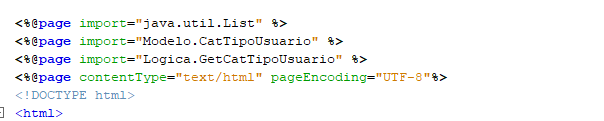 <%@page import="java.util.List" %>
<%@page import="Modelo.CatTipoUsuario" %>
<%@page import="Logica.GetCatTipoUsuario" %>
<%@page contentType="text/html" pageEncoding="UTF-8"%>
<!DOCTYPE html>
<html>